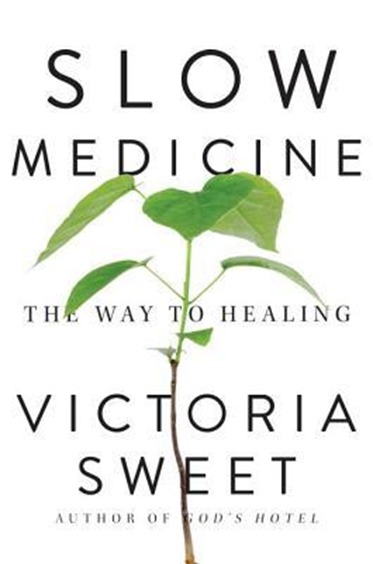 SLOW
MEDICINE
THE WAY TO HEALING
VICTORIA
SWEET
AUTHOR OF GOD'S HOTEL